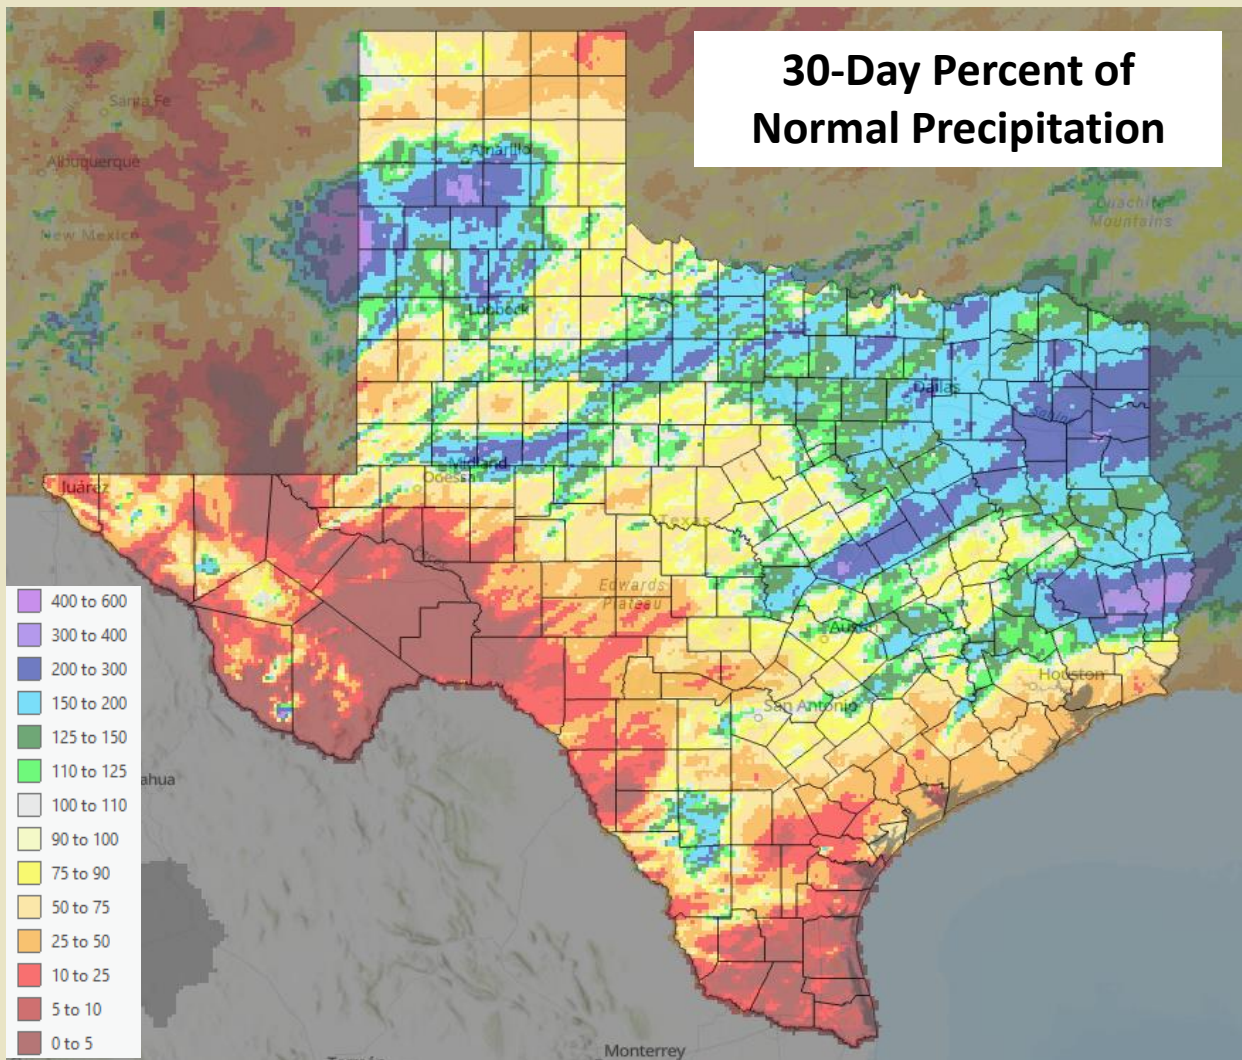 30-Day Percent of
Normal Precipitation
Santa Fe
Albuquerque
Amarillo
New Mexico
Ouachita
Mountains
Lubbock
Dallas
Sabine
Midland
Odessa
Juárez
Texas
Pecos
Edwards
Plateau
Austin
Houston
San Antonio
ahua
Monterrey
400 to 600
300 to 400
200 to 300
150 to 200
125 to 150
110 to 125
100 to 110
90 to 100
75 to 90
50 to 75
25 to 50
10 to 25
5 to 10
0 to 5